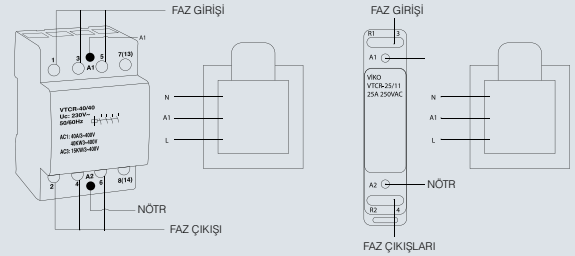 FAZ GİRİŞİ
A1
1 3 A1 5 7(13)
VTCR-40/40
Uc: 230V~
50/60Hz
AC1: 40A/3~400V
40KW/3~400V
AC3: 15KW/3~400V
2 4 A2 6 8(14)
NÖTR
FAZ ÇIKIŞI
N
A1
L
FAZ GİRİŞİ
R1 3
A1
VİKO
VTCR-25/11
25A 250VAC
A2
NÖTR
R2 4
FAZ ÇIKIŞLARI
N
A1
L